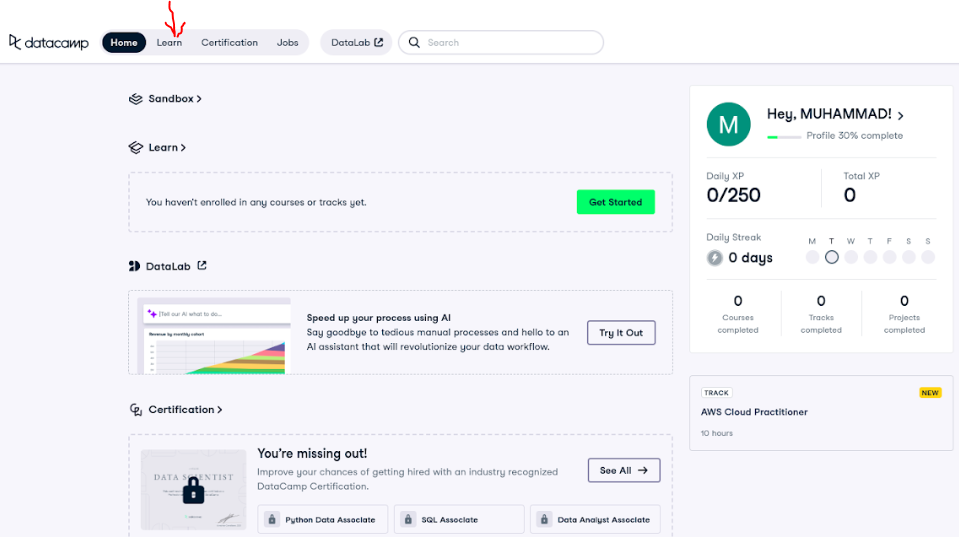 datacamp Home Learn Certification Jobs DataLab Search
Sandbox
Learn
You haven't enrolled in any courses or tracks yet. Get Started
DataLab
[Tell our AI what to do...
Revenue by monthly cohort
Speed up your process using AI
Say goodbye to tedious manual processes and hello to an
AI assistant that will revolutionize your data workflow.
Try It Out
Certification
DATA SCIENTIST
You're missing out!
Improve your chances of getting hired with an industry recognized
DataCamp Certification.
See All
Python Data Associate SQL Associate Data Analyst Associate
M
Hey, MUHAMMAD!
Profile 30% complete
Daily XP Total XP
0/250 0
Daily Streak M T W T F S S
0 days
0 0 0
Courses Tracks Projects
completed completed completed
TRACK NEW
AWS Cloud Practitioner
10 hours